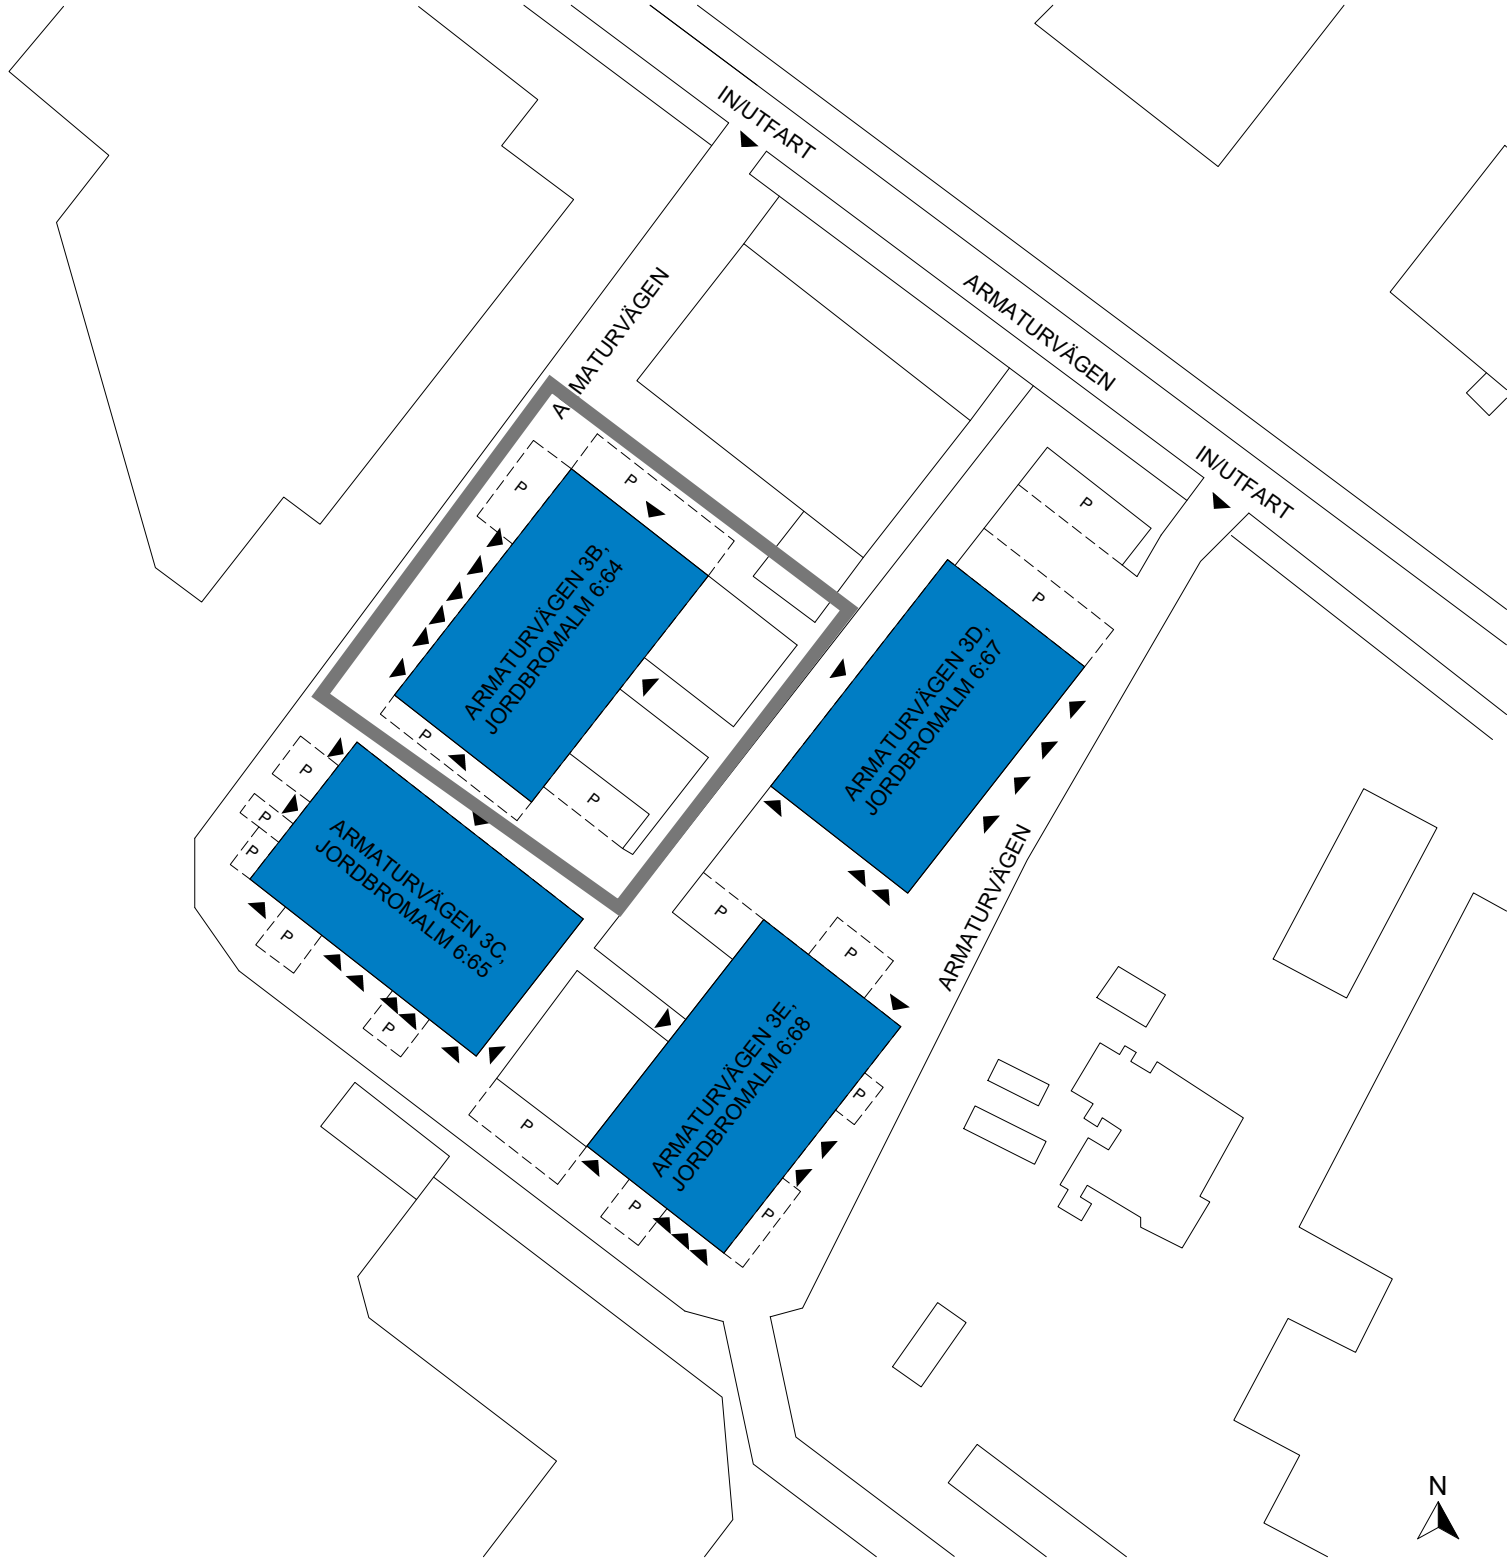 IN/UTFART
ARMATURVÄGEN
ARMATURVÄGEN
IN/UTFART
P
P
P
P
ARMATURVÄGEN 3B,
JORDBROMALM 6:64
P
P
ARMATURVÄGEN 3D,
JORDBROMALM 6:67
P
P
P
ARMATURVÄGEN 3C,
JORDBROMALM 6:65
P
P
ARMATURVÄGEN
P
P
ARMATURVÄGEN 3E,
JORDBROMALM 6:68
P
P
P
P
N